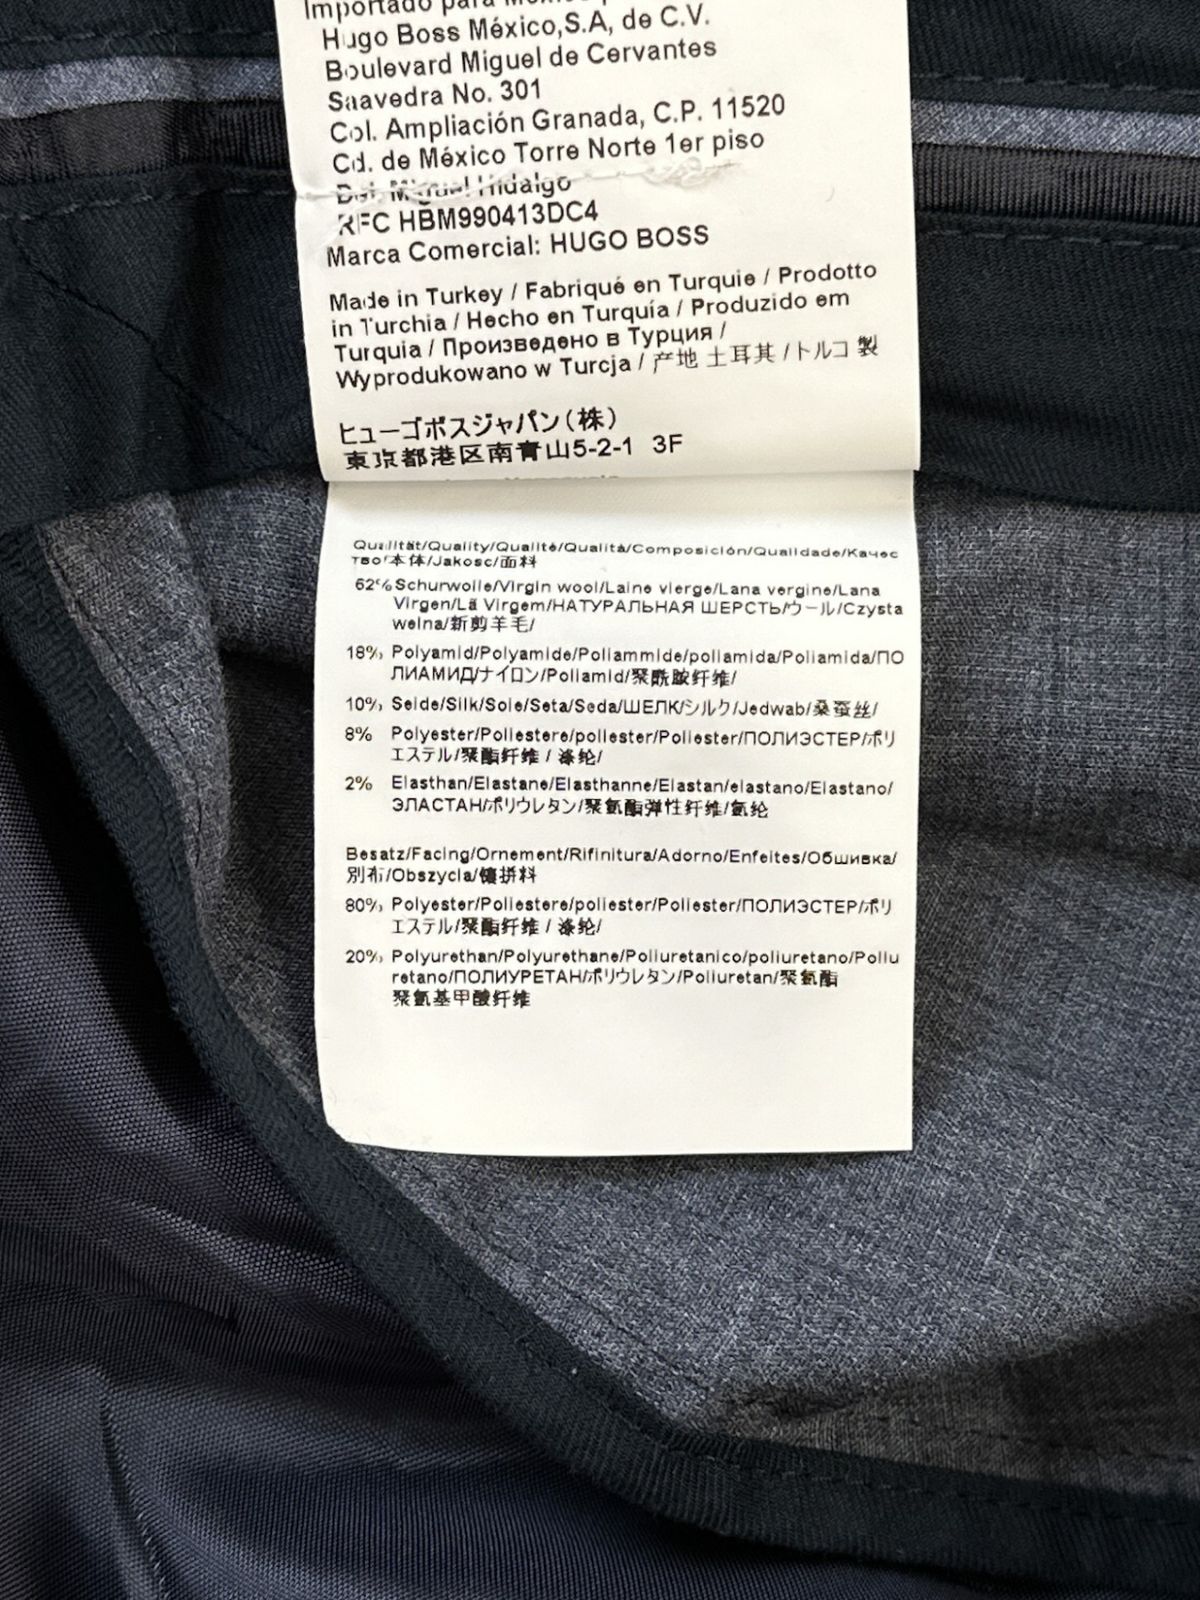 Importado para México
Hugo Boss México,S.A, de C.V.
Boulevard Miguel de Cervantes
Saavedra No. 301
Col. Ampliación Granada, C.P. 11520
Cd. de México Torre Norte 1er piso
Del. Miguel Hidalgo
RFC HBM990413DC4
Marca Comercial: HUGO BOSS
Made in Turkey / Fabriqué en Turquie / Prodotto
in Turchia / Hecho en Turquía / Produzido em
Turquia / Произведено в Турция /
Wyprodukowano w Turcja / 产地 土耳其 / トルコ 製
ヒューゴボスジャパン(株)
東京都港区南青山5-2-1 3F
Qualität/Quality/Qualité/Qualità/Composición/Qualidade/Качес
тво/本体/Jakosc/面料
62% Schurwolle/Virgin wool/Laine vierge/Lana vergine/Lana
Virgen/Lã Virgem/НАТУРАЛЬНАЯ ШЕРСТЬ/ウール/Czysta
welna/新剪羊毛/
18% Polyamid/Polyamide/Poliammide/poliamida/Poliamida/ПО
ЛИАМИД/ナイロン/Poliamid/聚酰胺纤维/
10% Seide/Silk/Soie/Seta/Seda/ШЕЛК/シルク/Jedwab/桑蚕丝/
8% Polyester/Poliestere/poliester/Poliester/ПОЛИЭСТЕР/ポリ
エステル/聚酯纤维 / 涤纶/
2% Elasthan/Elastane/Elasthanne/Elastan/elastano/Elastano/
ЭЛАСТАН/ポリウレタン/聚氨酯弹性纤维/氨纶
Besatz/Facing/Ornement/Rifinitura/Adorno/Enfeites/Обшивка/
別布/Obszycia/镶拼料
80% Polyester/Poliestere/poliester/Poliester/ПОЛИЭСТЕР/ポリ
エステル/聚酯纤维 / 涤纶/
20% Polyurethan/Polyurethane/Poliuretanico/poliuretano/Poliu
retano/ПОЛИУРЕТАН/ポリウレタン/Poliuretan/聚氨酯
聚氨基甲酸纤维